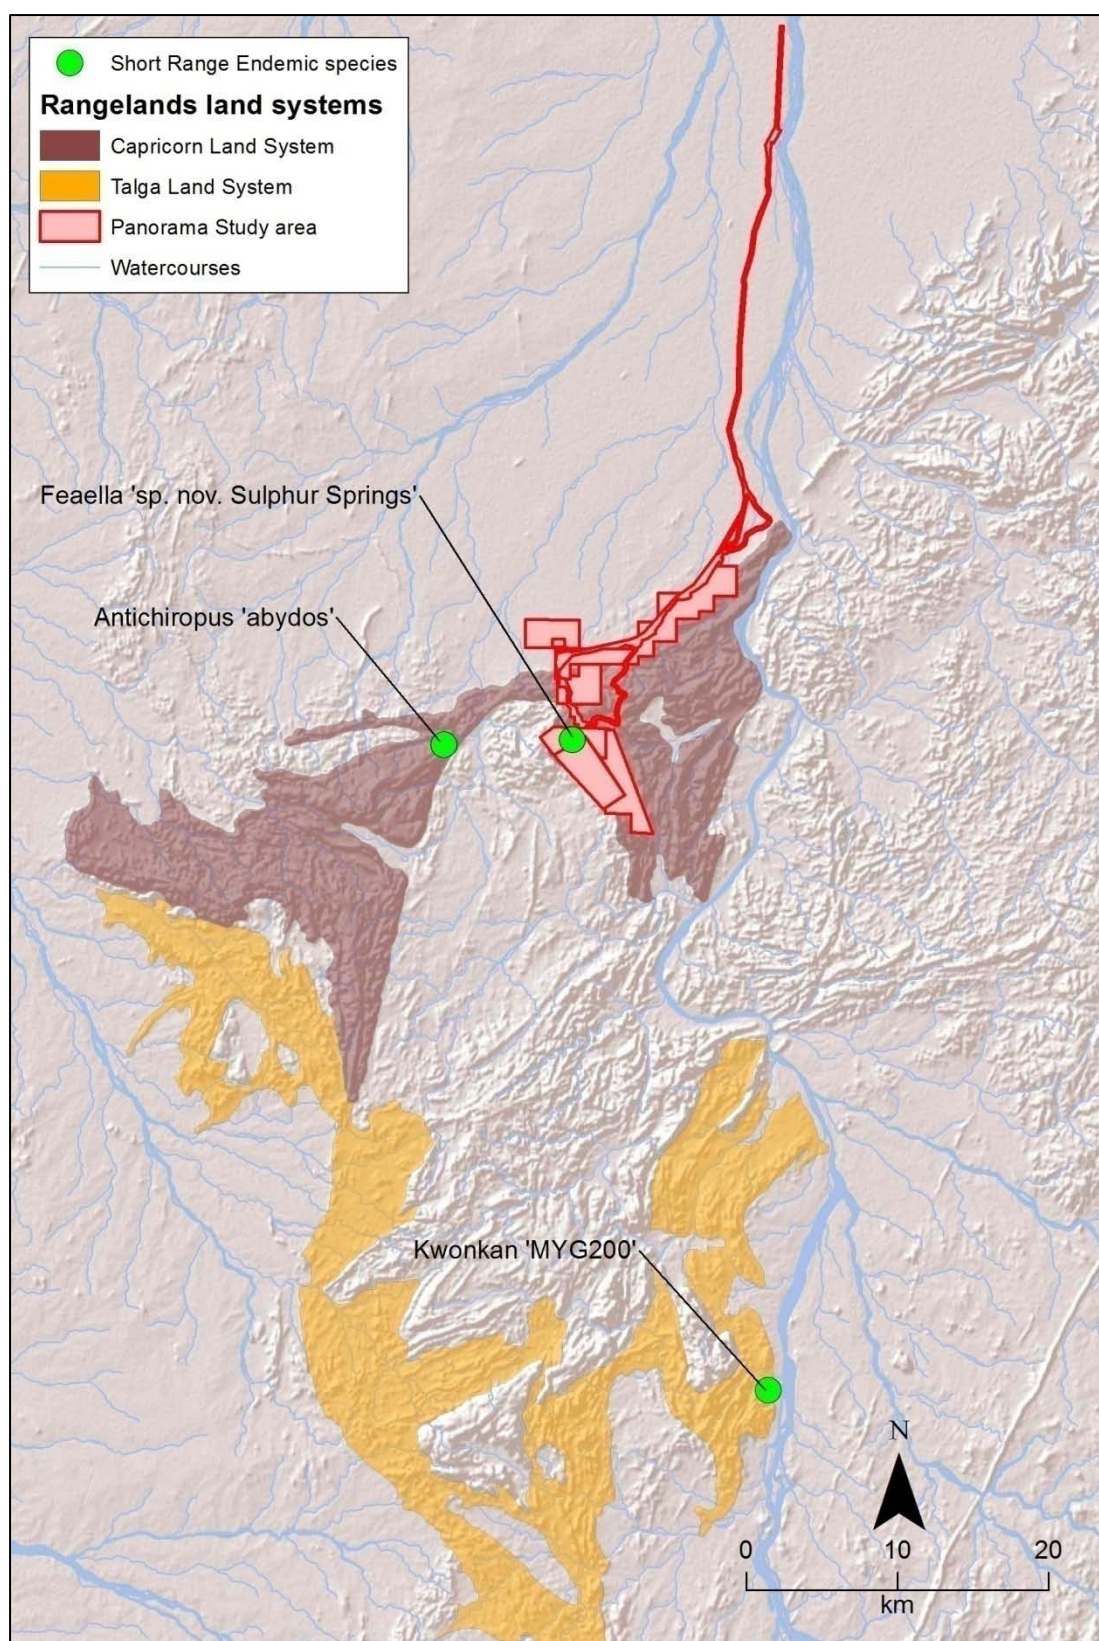 Short Range Endemic species
Rangelands land systems
Capricorn Land System
Talga Land System
Panorama Study area
Watercourses
Feaella 'sp. nov. Sulphur Springs'
Antichiropus 'abydos'
Kwonkan 'MYG200'
N
0 10 20
km